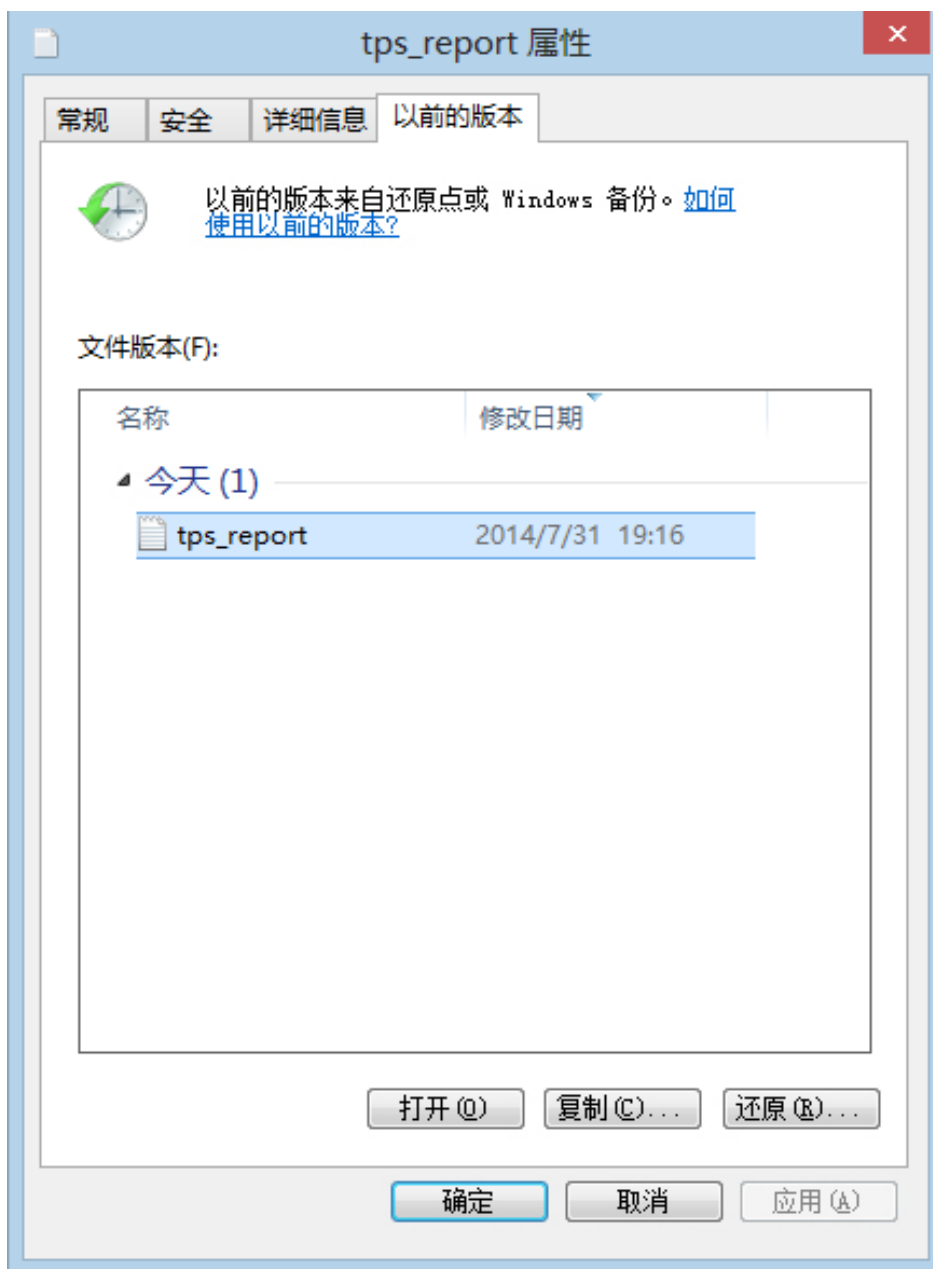 tps_report 属性
常规 安全 详细信息 以前的版本
以前的版本来自还原点或 Windows 备份。如何
使用以前的版本?
文件版本(F):
名称 修改日期
今天 (1)
tps_report 2014/7/31 19:16
打开(O) 复制(C)... 还原(R)...
确定 取消 应用(A)